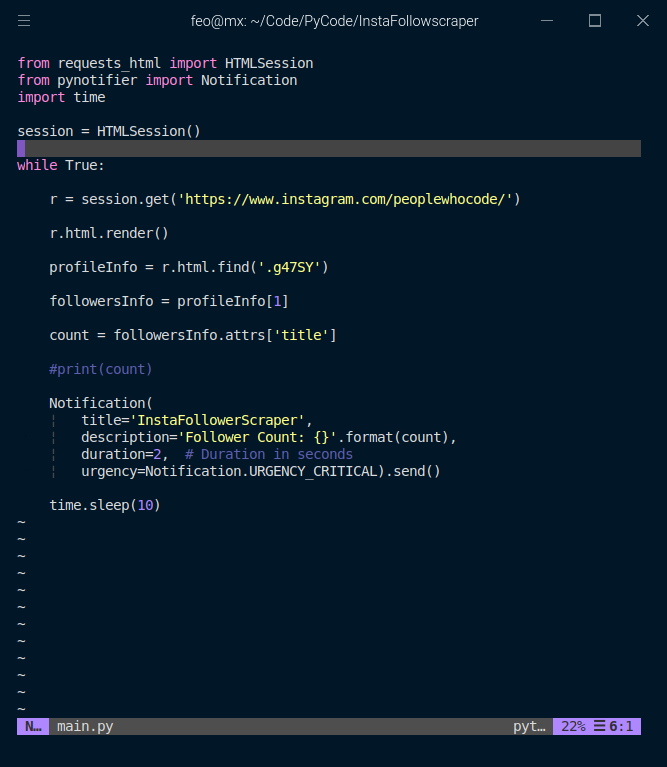 feo@mx: ~/Code/PyCode/InstaFollowscraper
from requests_html import HTMLSession
from pynotifier import Notification
import time
session = HTMLSession()
while True:
    r = session.get('https://www.instagram.com/peoplewhocode/')
    r.html.render()
    profileInfo = r.html.find('.g47SY')
    followersInfo = profileInfo[1]
    count = followersInfo.attrs['title']
    #print(count)
    Notification(
    ¦   title='InstaFollowerScraper',
    ¦   description='Follower Count: {}'.format(count),
    ¦   duration=2,  # Duration in seconds
    ¦   urgency=Notification.URGENCY_CRITICAL).send()
    time.sleep(10)
~
~
~
~
~
~
~
~
~
~
~
~
N… main.py pyt… 22% ☰ 6:1